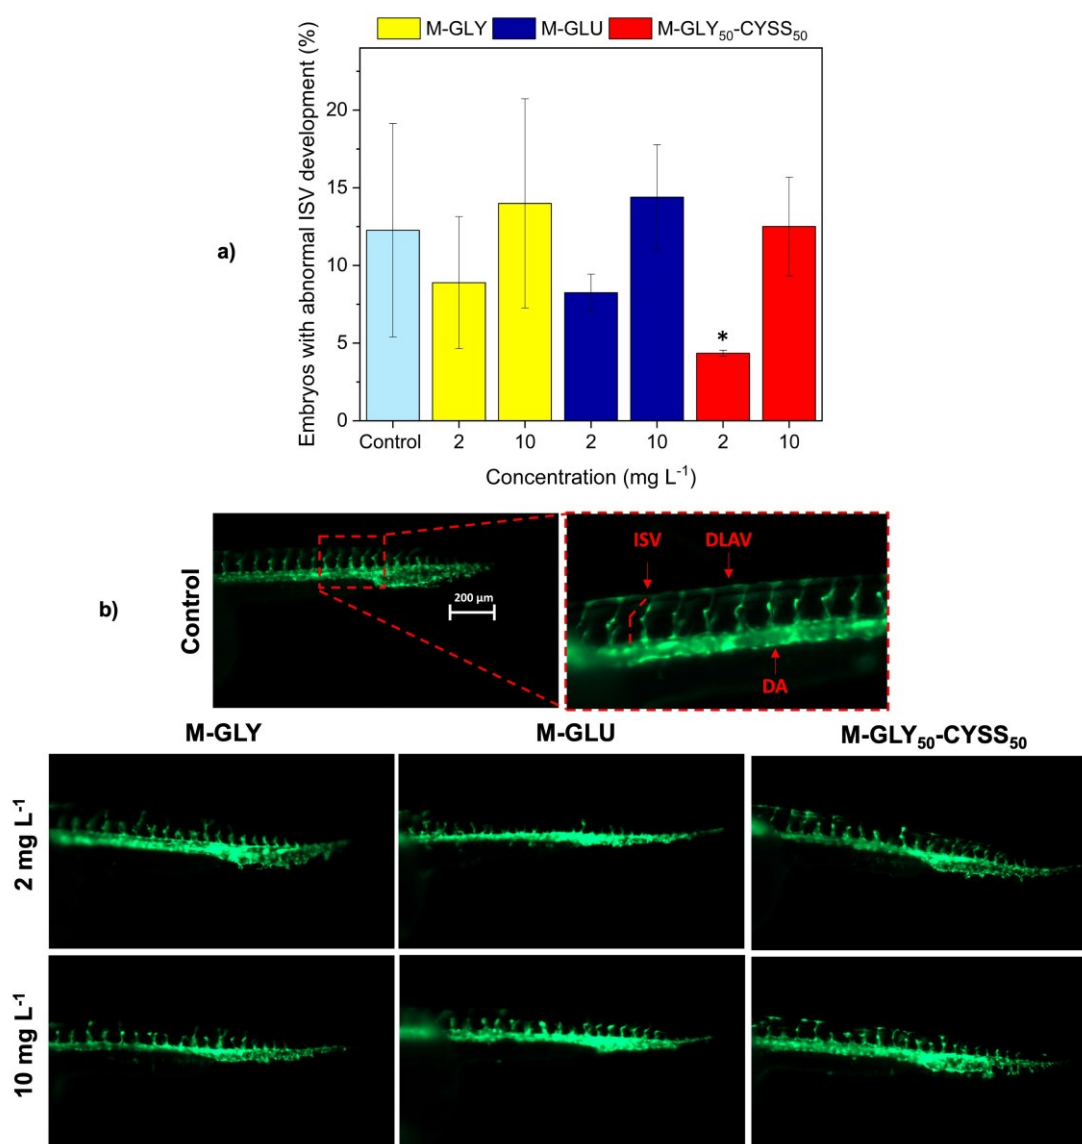 M-GLY M-GLU M-GLY₅₀-CYSS₅₀
a)
Embryos with abnormal ISV development (%)
20
15
10
5
0
*
Control 2 10 2 10 2 10
Concentration (mg L⁻¹)
b)
Control
200 µm
ISV DLAV
DA
M-GLY M-GLU M-GLY₅₀-CYSS₅₀
2 mg L⁻¹
10 mg L⁻¹